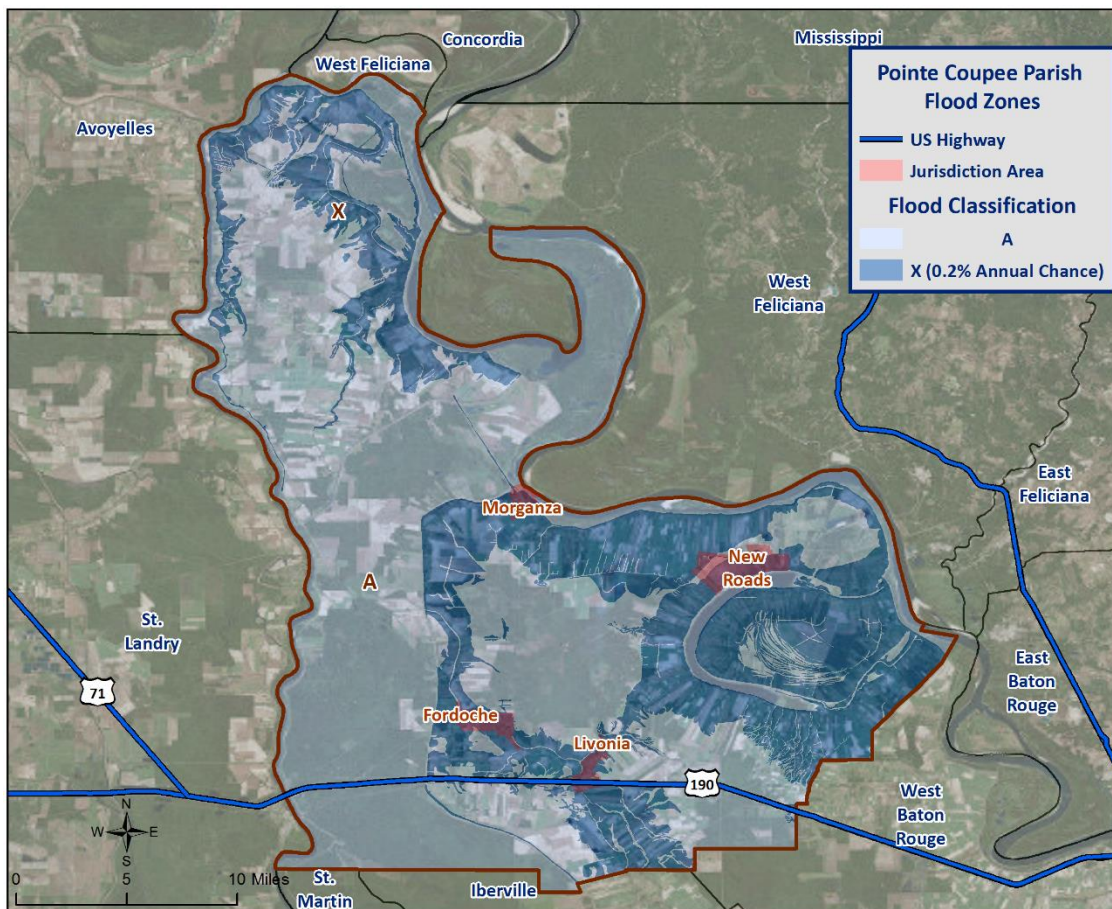 Concordia
Mississippi
West Feliciana
Avoyelles
Pointe Coupee Parish
Flood Zones
US Highway
Jurisdiction Area
Flood Classification
A
X (0.2% Annual Chance)
X
West
Feliciana
East
Feliciana
Morganza
New
Roads
A
St.
Landry
71
East
Baton
Rouge
Fordoche
Livonia
190
West
Baton
Rouge
N
W E
S
0 5 10 Miles
St.
Martin
Iberville